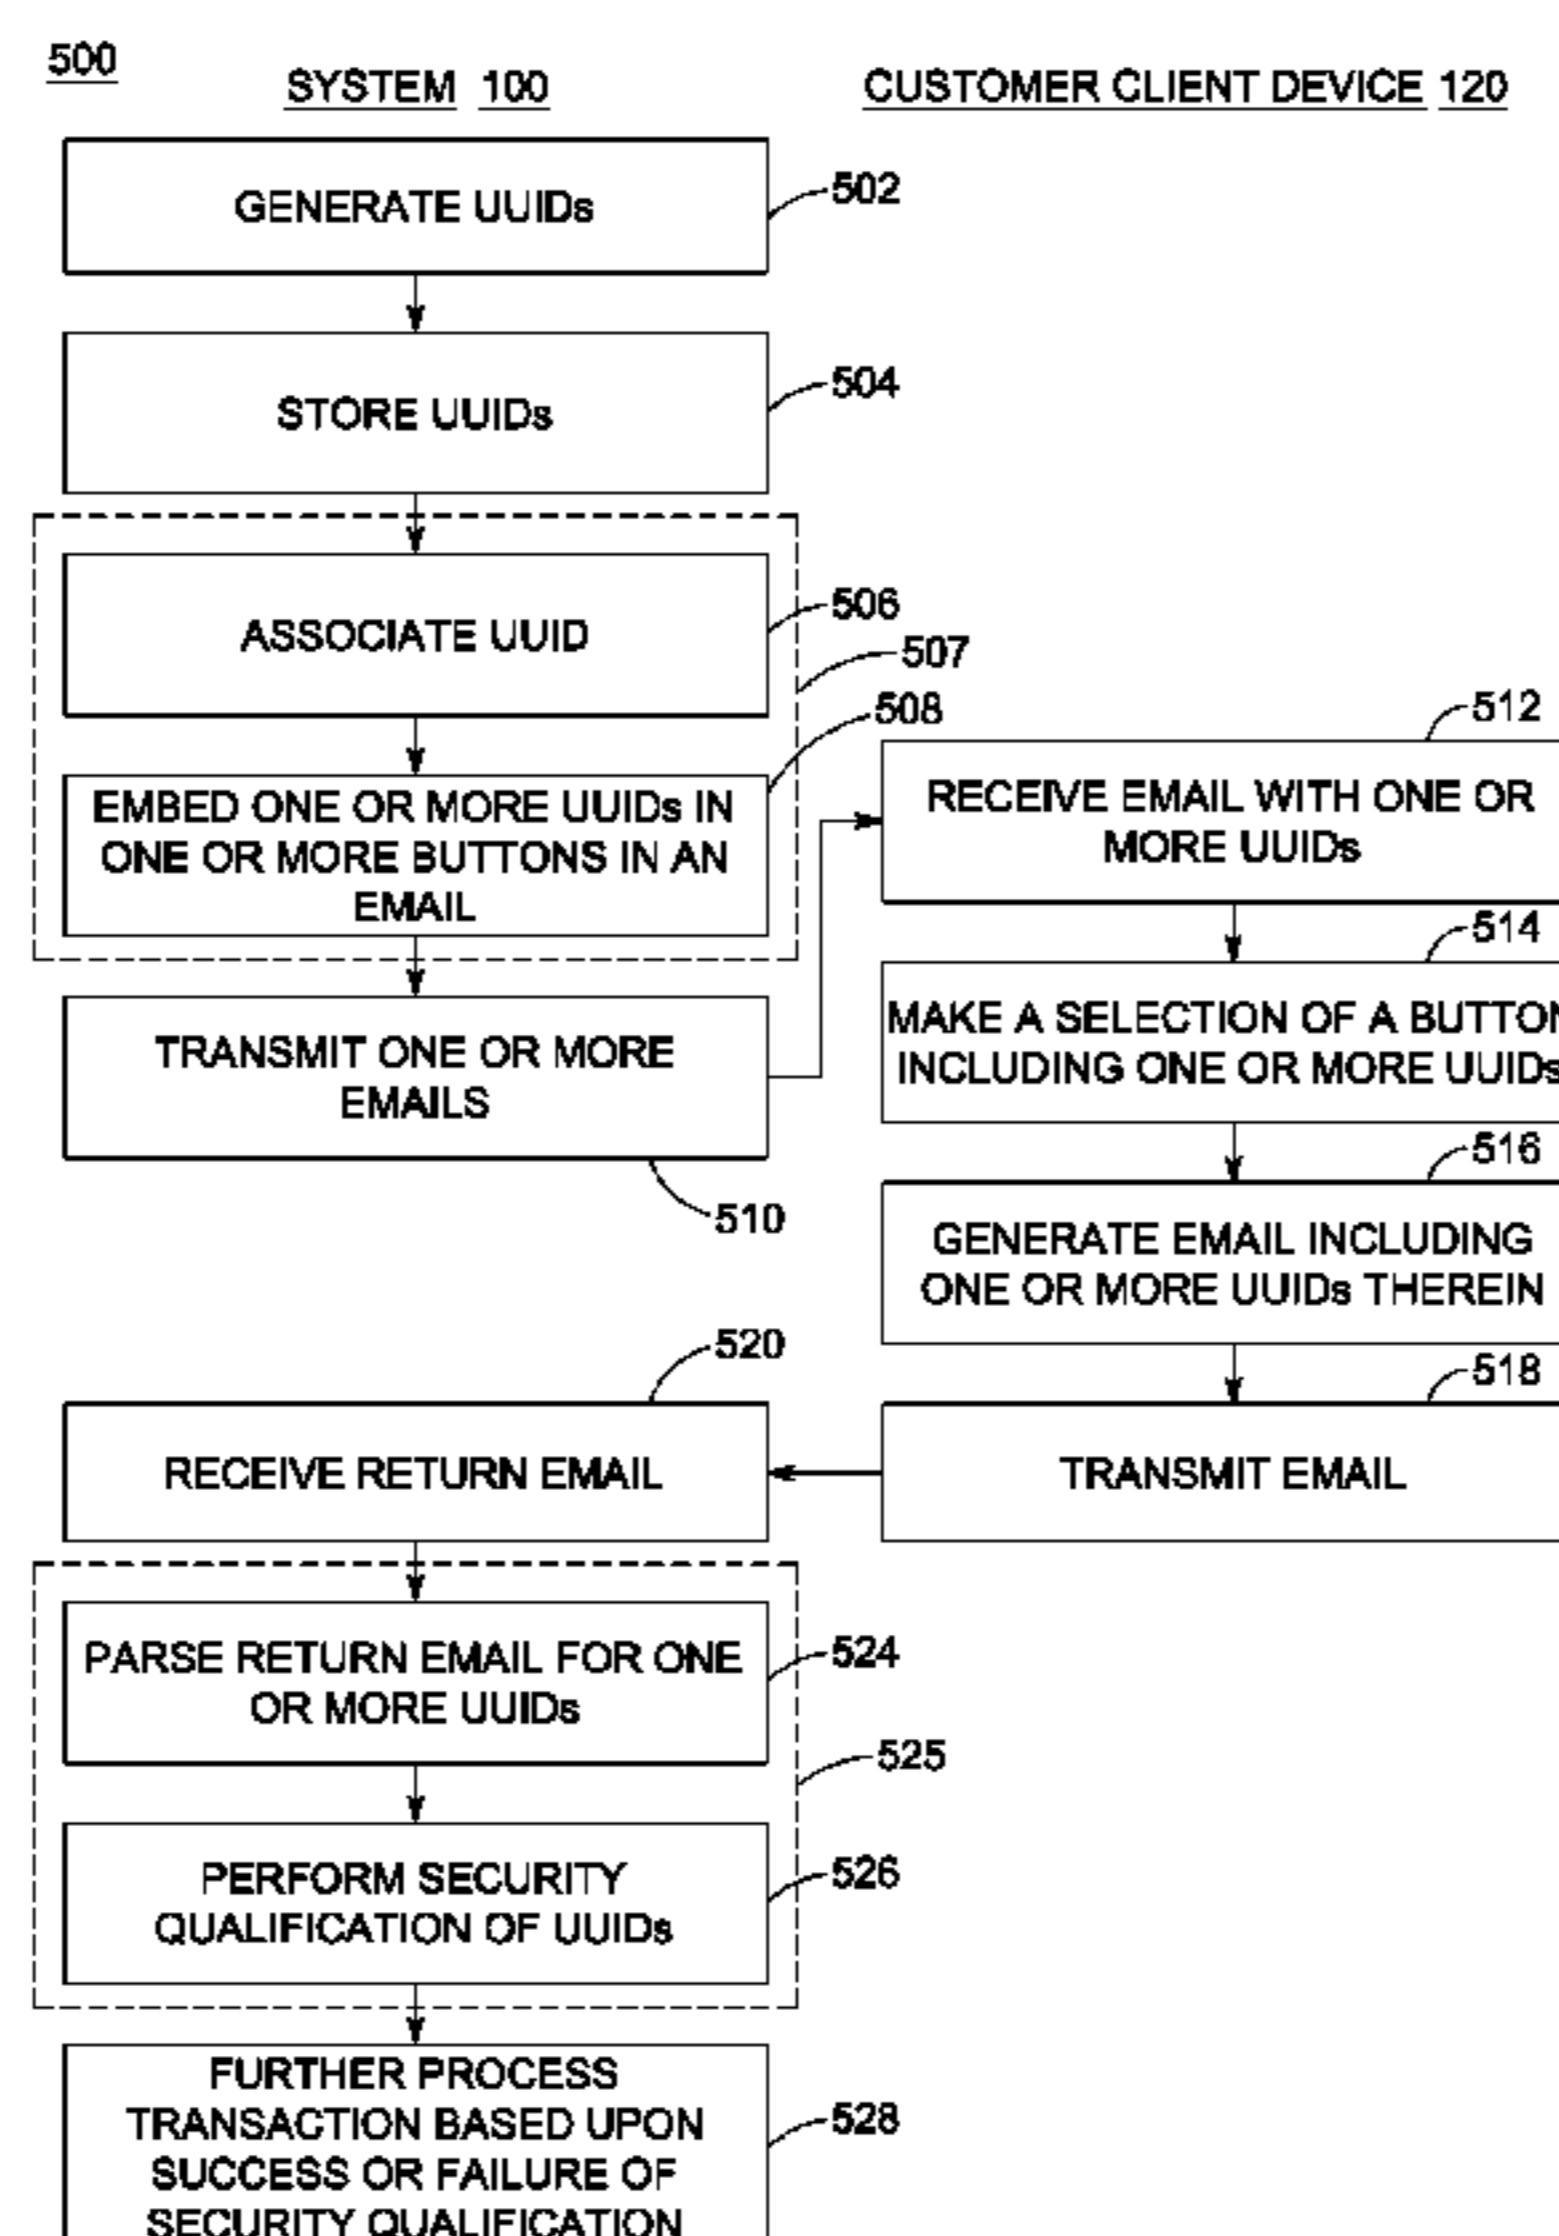 500
SYSTEM 100
CUSTOMER CLIENT DEVICE 120
GENERATE UUIDs
502
STORE UUIDs
504
ASSOCIATE UUID
506
507
508
EMBED ONE OR MORE UUIDs IN
ONE OR MORE BUTTONS IN AN
EMAIL
TRANSMIT ONE OR MORE
EMAILS
510
512
RECEIVE EMAIL WITH ONE OR
MORE UUIDs
514
MAKE A SELECTION OF A BUTTON
INCLUDING ONE OR MORE UUIDs
516
GENERATE EMAIL INCLUDING
ONE OR MORE UUIDs THEREIN
518
TRANSMIT EMAIL
520
RECEIVE RETURN EMAIL
PARSE RETURN EMAIL FOR ONE
OR MORE UUIDs
524
525
PERFORM SECURITY
QUALIFICATION OF UUIDs
526
FURTHER PROCESS
TRANSACTION BASED UPON
SUCCESS OR FAILURE OF
SECURITY QUALIFICATION
528